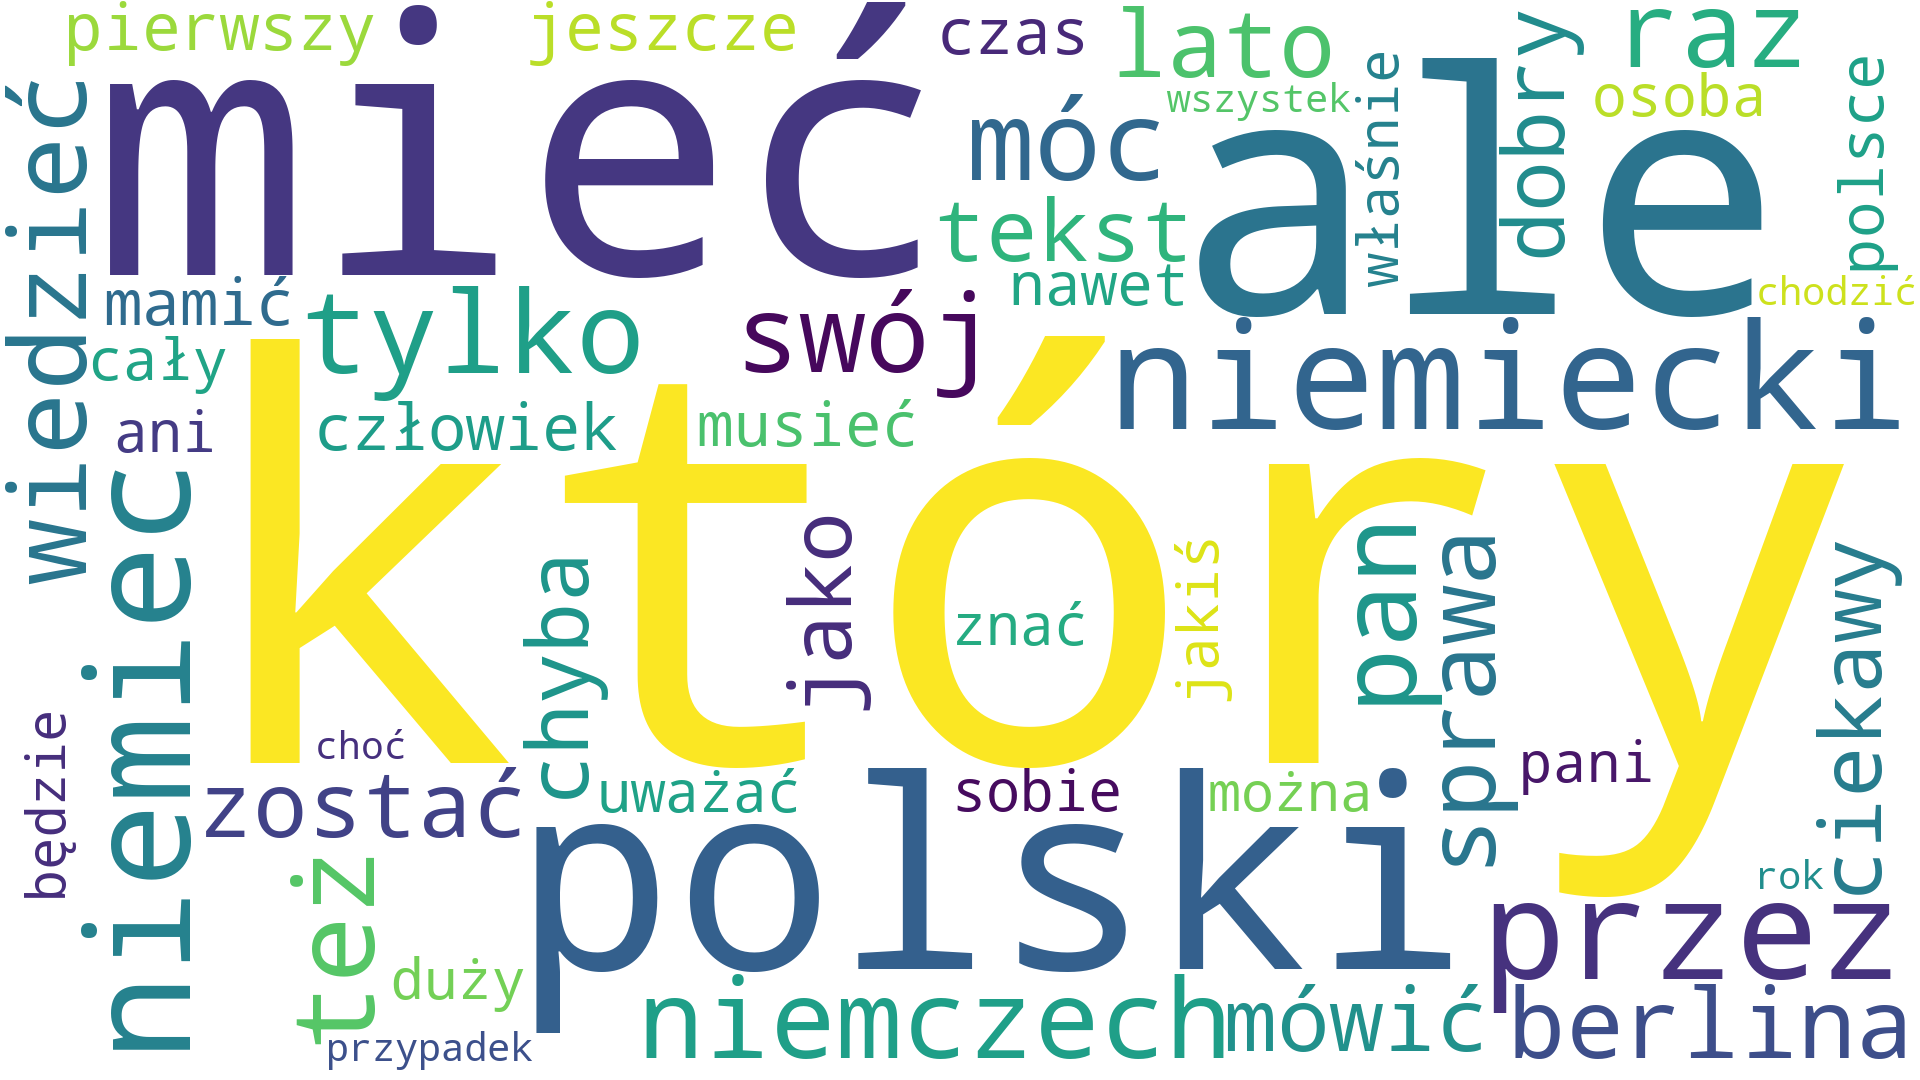 pierwszy
jeszcze
czas
lato
raz
mieć
wszystek
dobry
osoba
wiedzieć
móc
ale
właśnie
polsce
tekst
nawet
mamić
tylko
swój
chodzić
cały
niemiecki
ani
człowiek
musieć
który
niemiec
chyba
jako
znać
jakiś
pan
sprawa
ciekawy
będzie
choć
zostać
uważać
sobie
można
pani
polski
rok
też
duży
przez
niemczech
mówić
berlina
przypadek